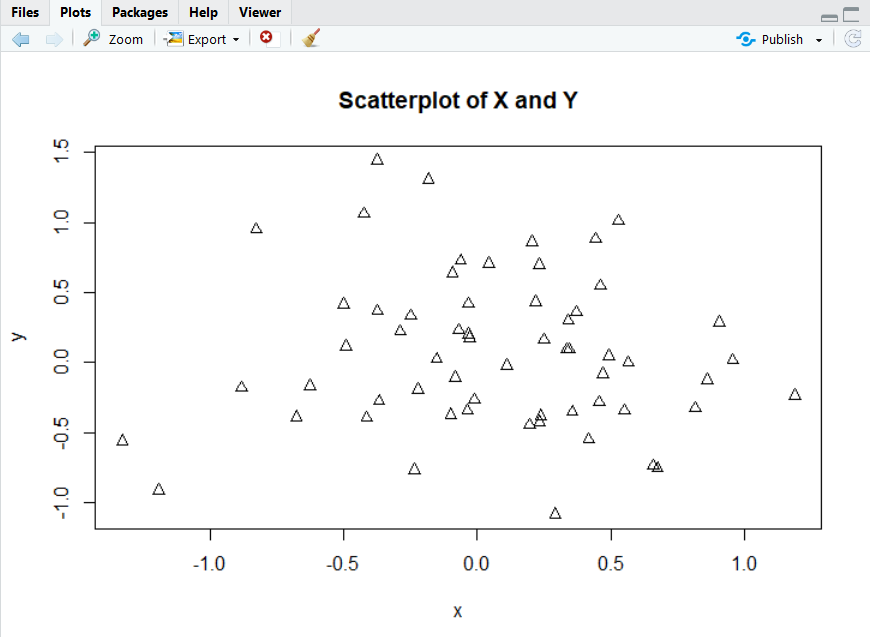 Files Plots Packages Help Viewer
Zoom Export Publish
Scatterplot of X and Y
1.5
1.0
0.5
0.0
-0.5
-1.0
y
-1.0 -0.5 0.0 0.5 1.0
x